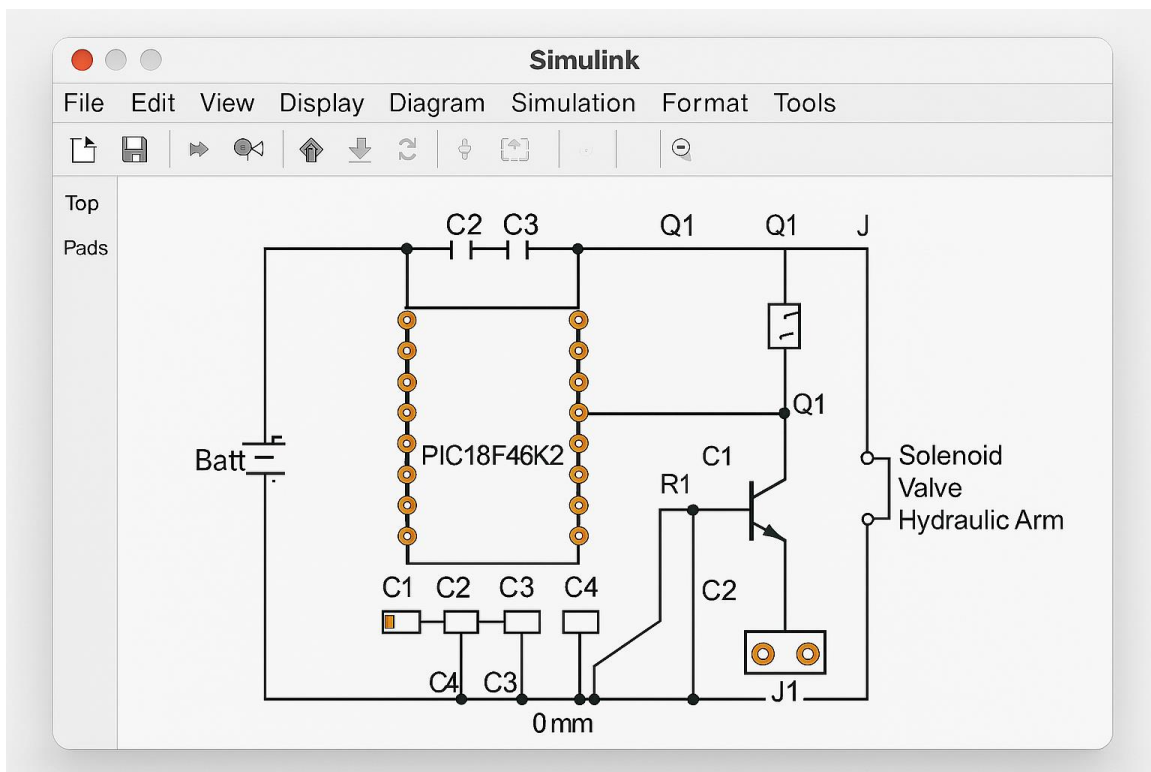 Simulink
File Edit View Display Diagram Simulation Format Tools
Top
Pads
C2 C3 Q1 Q1 J
Q1
Batt
PIC18F46K2
C1
R1
Solenoid
Valve
Hydraulic Arm
C1 C2 C3 C4
C2
C4 C3
J1
0 mm